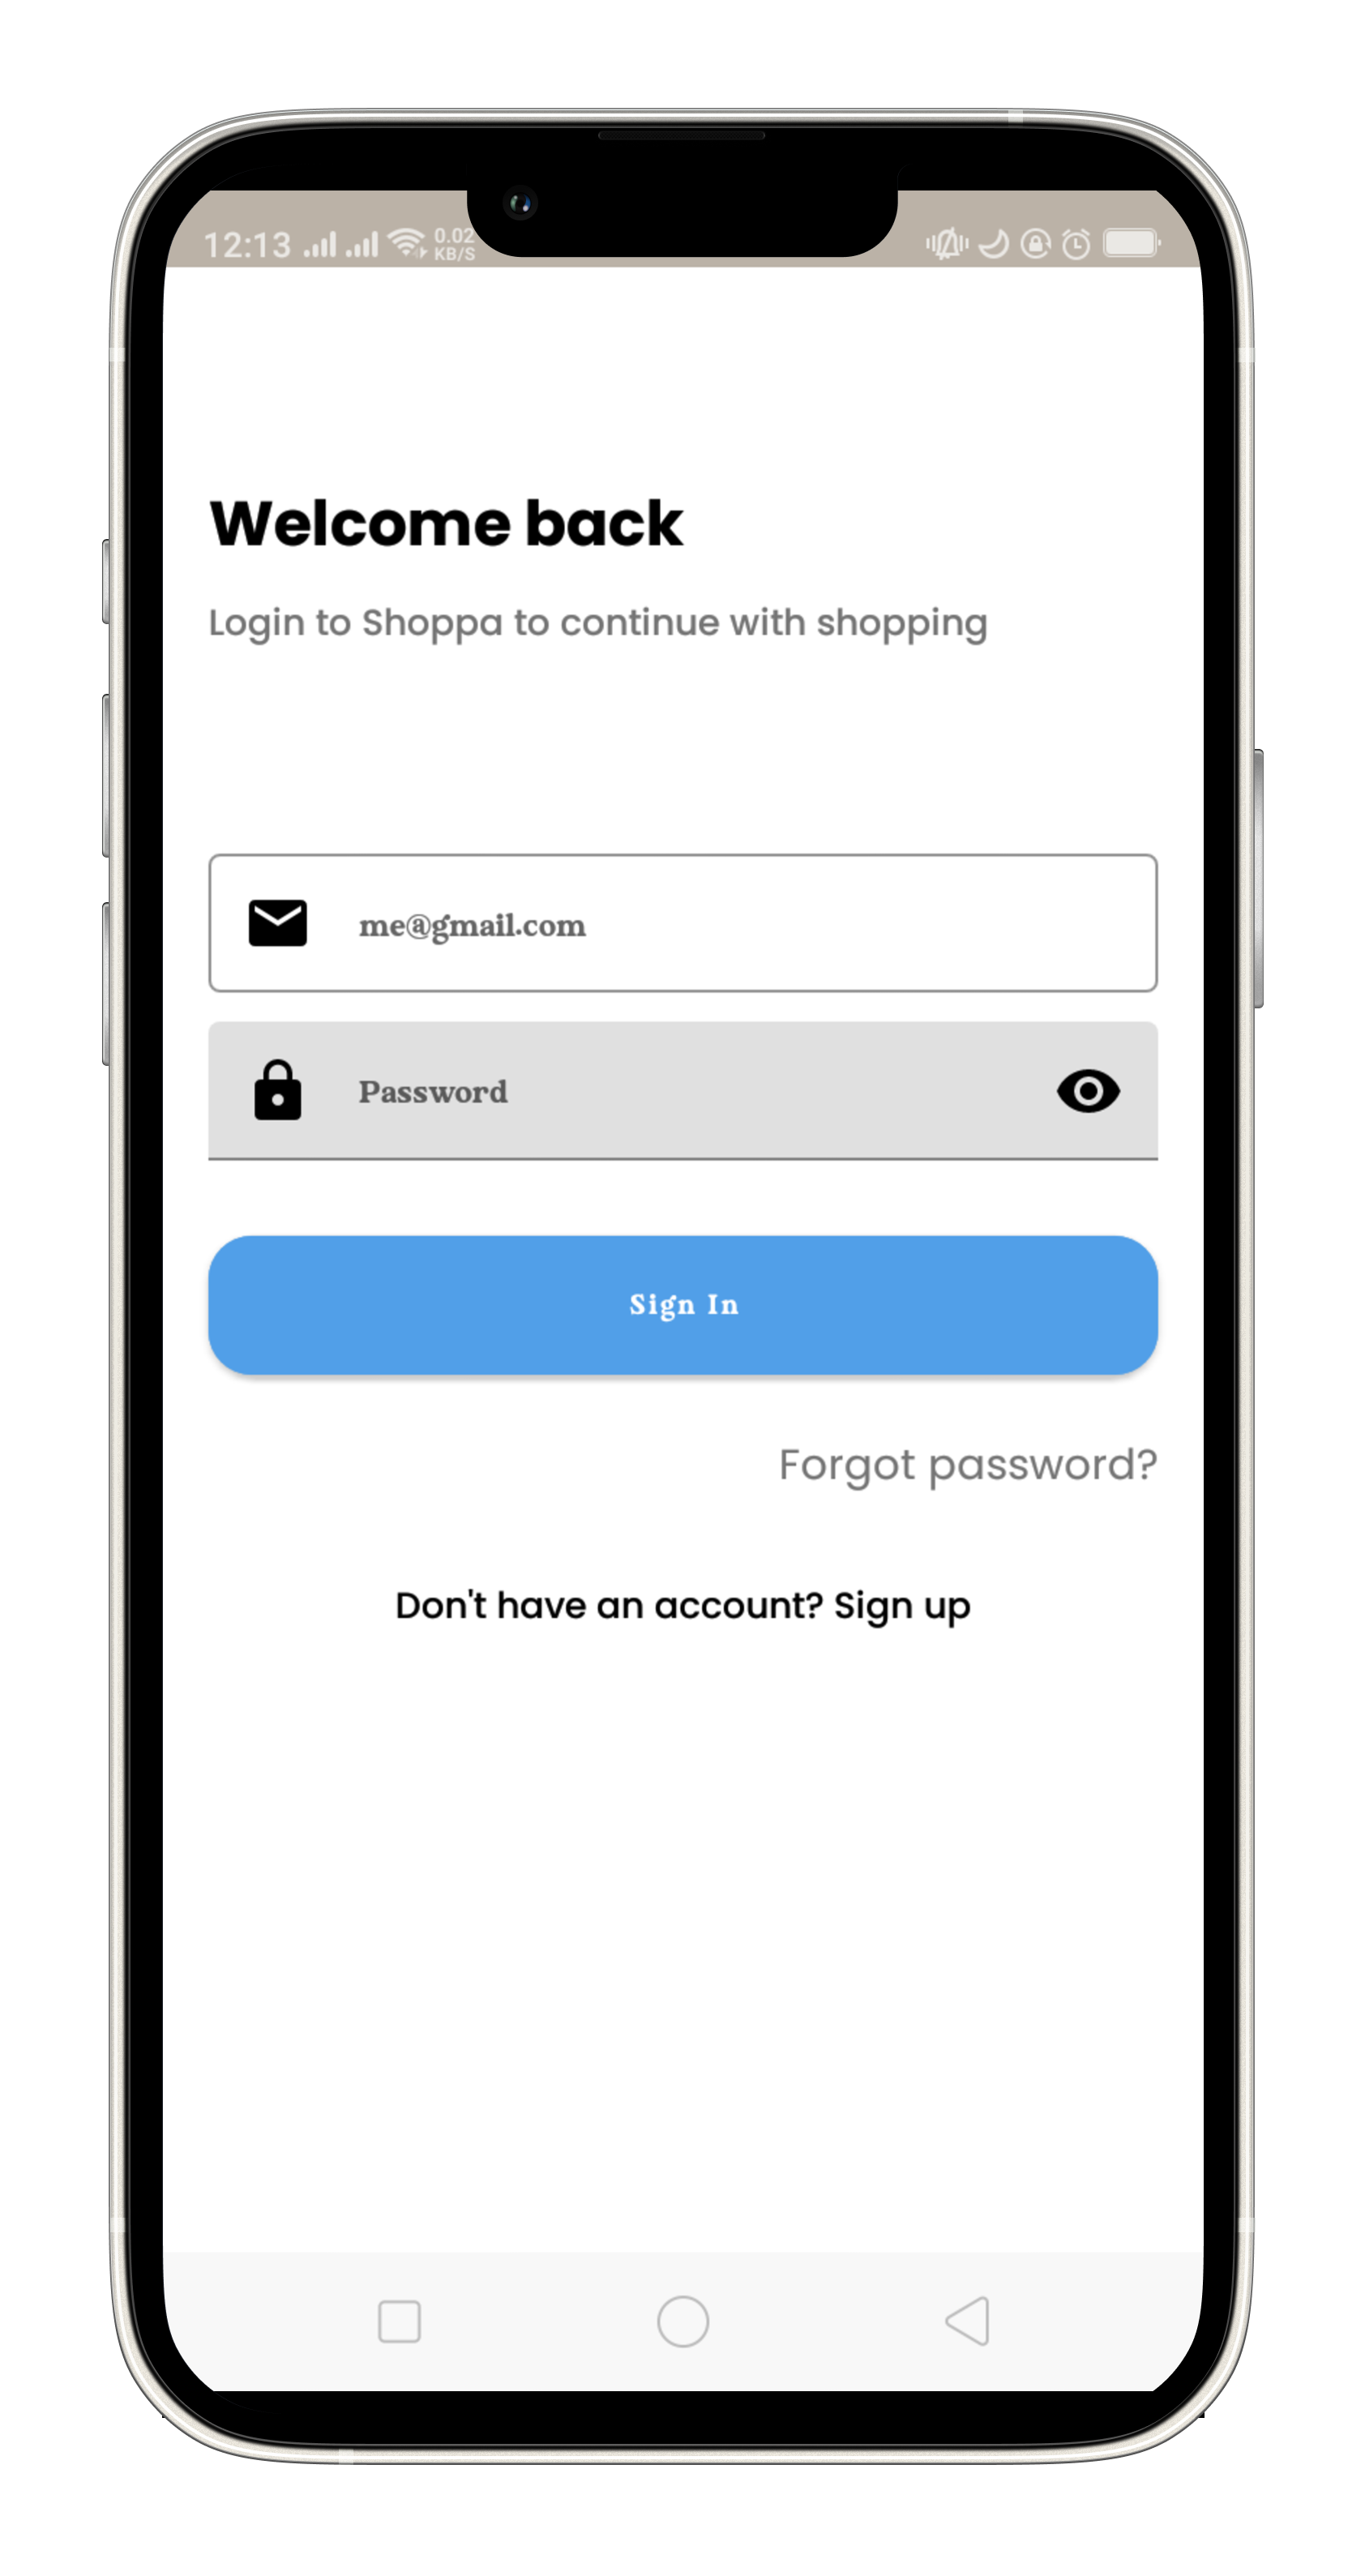 12:13 0.02 KB/S
Welcome back
Login to Shoppa to continue with shopping
me@gmail.com
Password
Sign In
Forgot password?
Don't have an account? Sign up